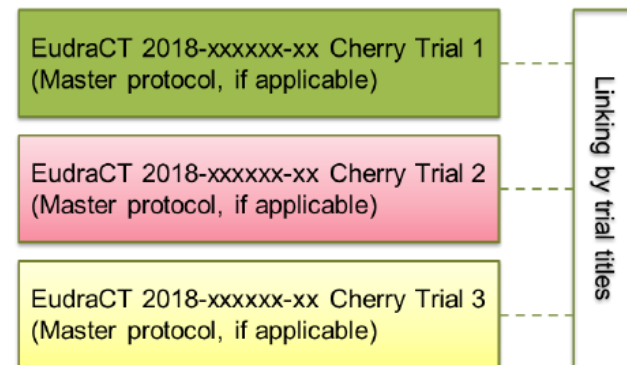 EudraCT 2018-xxxxxx-xx Cherry Trial 1
(Master protocol, if applicable)
EudraCT 2018-xxxxxx-xx Cherry Trial 2
(Master protocol, if applicable)
EudraCT 2018-xxxxxx-xx Cherry Trial 3
(Master protocol, if applicable)
Linking by trial titles